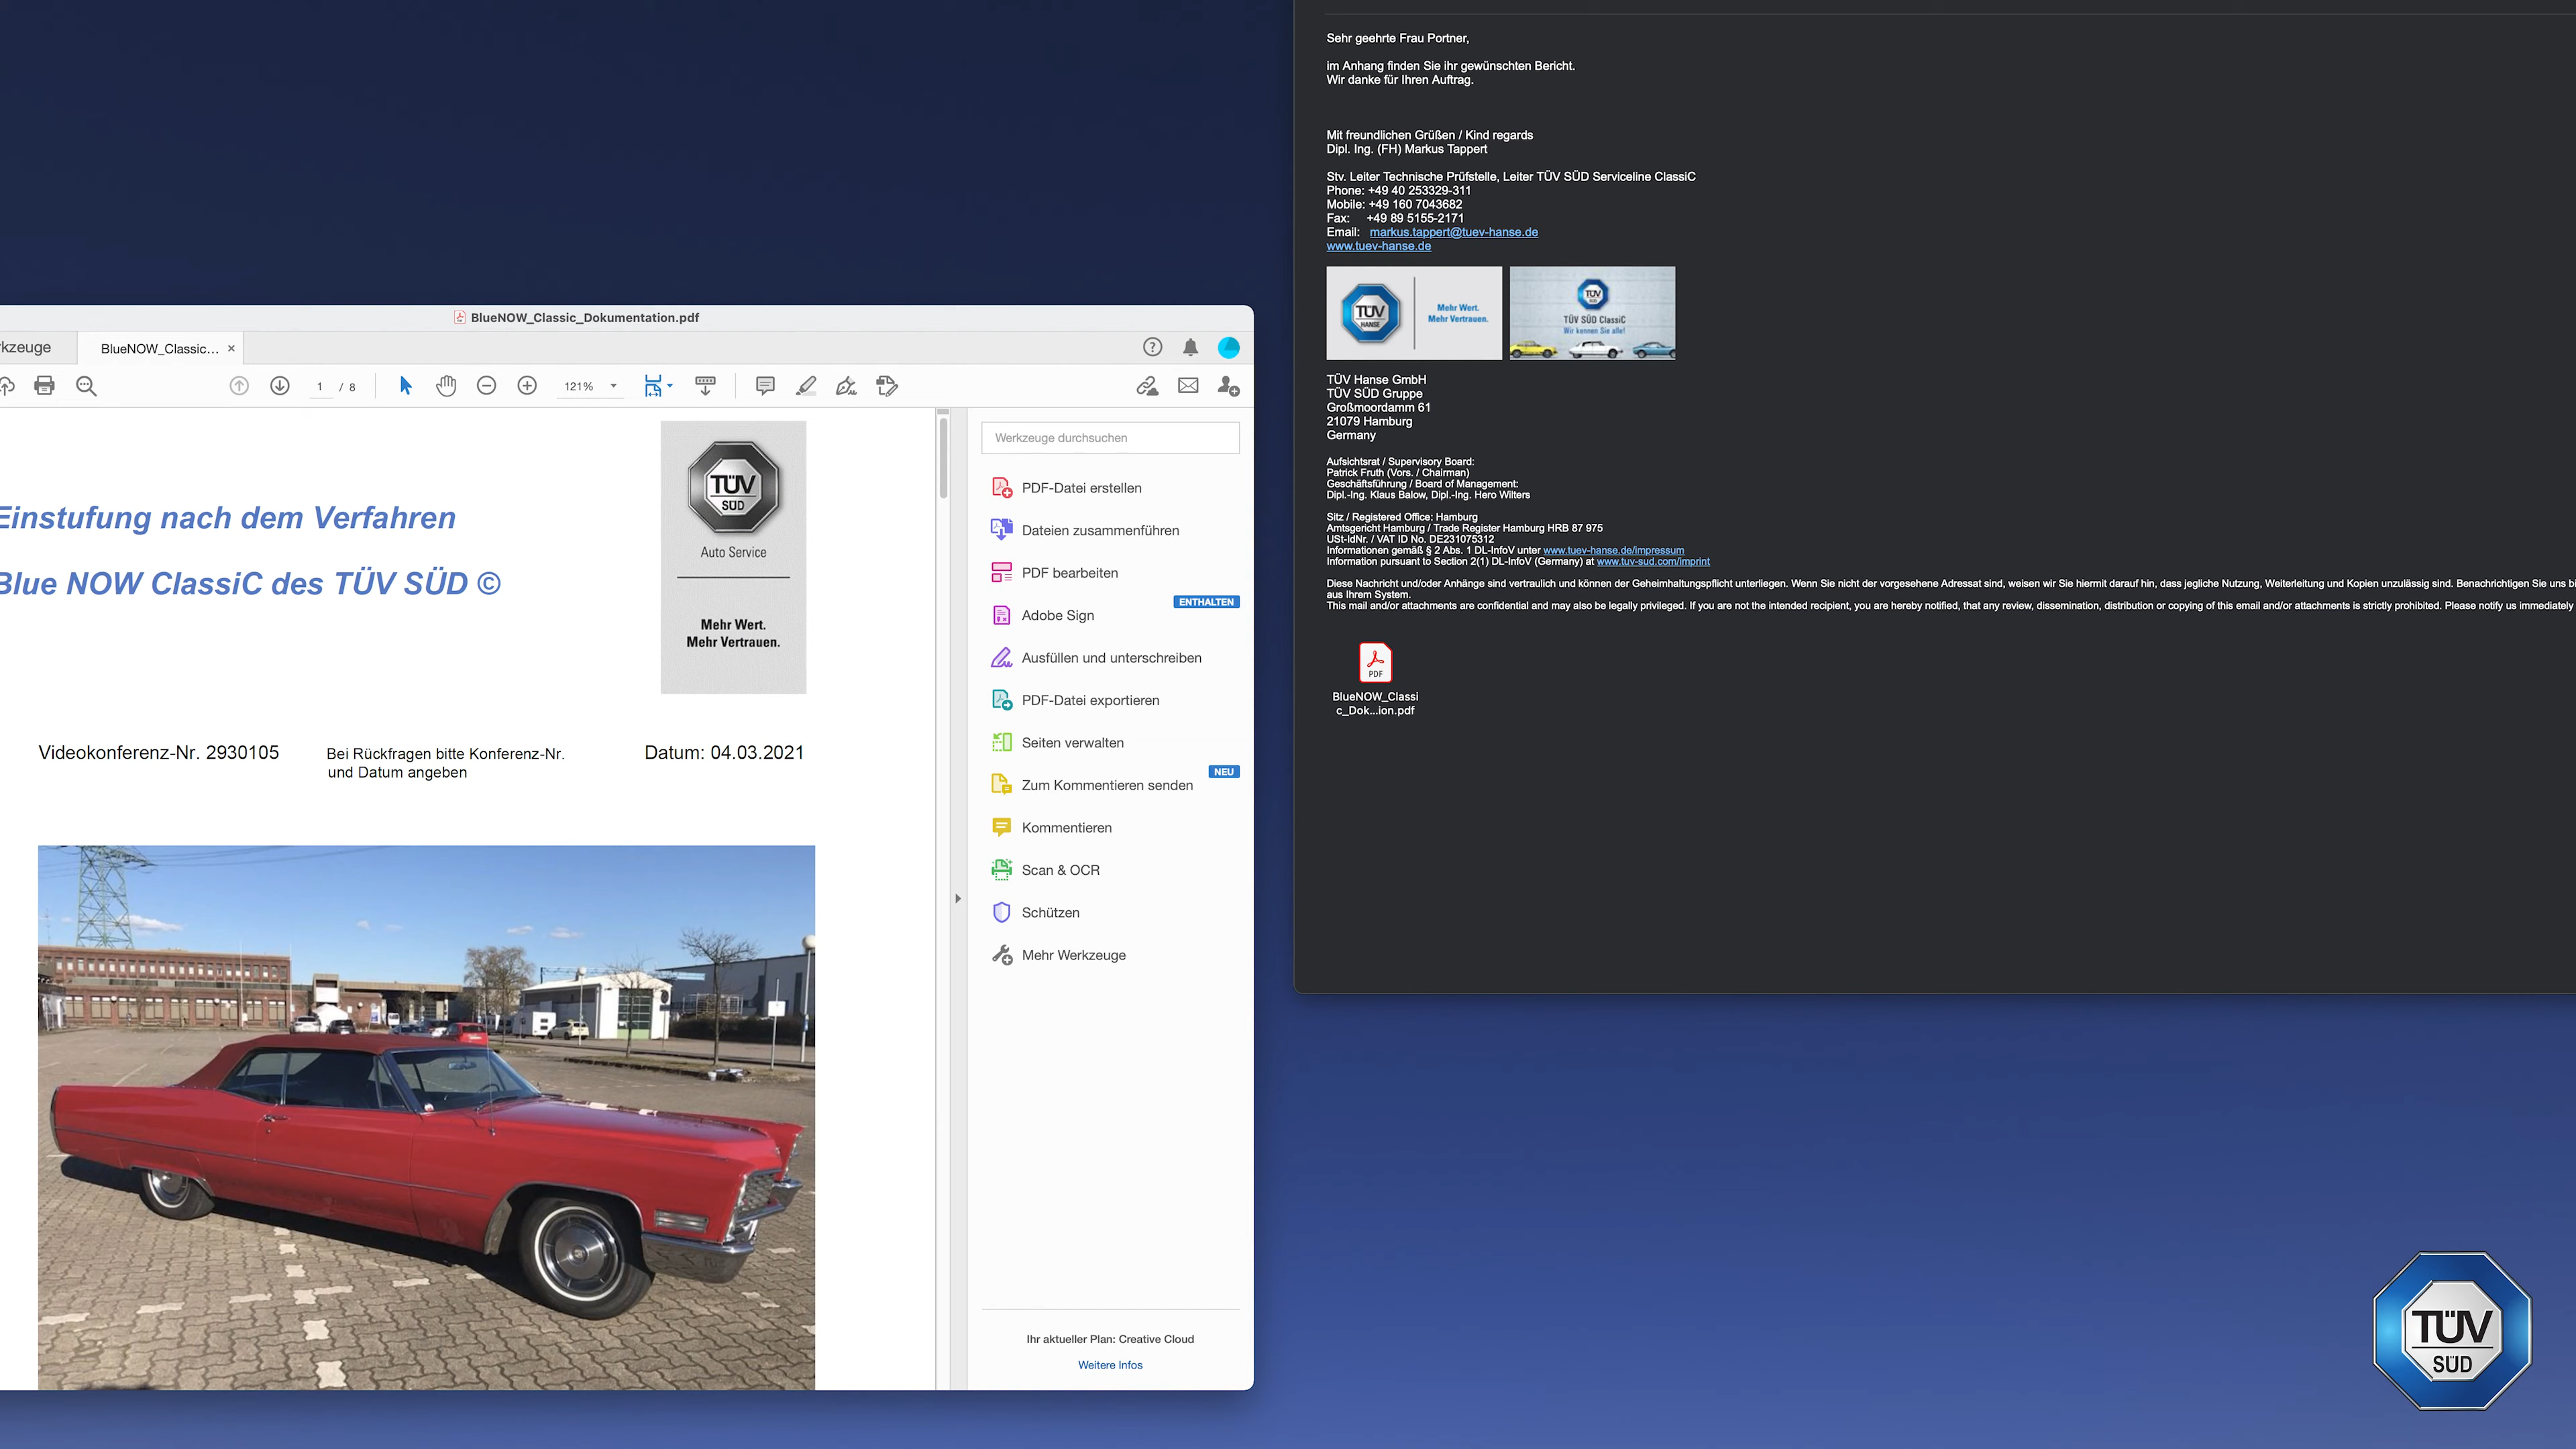 BlueNOW_Classic_Dokumentation.pdf
kzeuge
BlueNOW_Classic...
1 / 8
121%
Einstufung nach dem Verfahren
Blue NOW ClassiC des TÜV SÜD ©
TÜV
SÜD
Auto Service
Mehr Wert.
Mehr Vertrauen.
Videokonferenz-Nr. 2930105
Bei Rückfragen bitte Konferenz-Nr.
und Datum angeben
Datum: 04.03.2021
Werkzeuge durchsuchen
PDF-Datei erstellen
Dateien zusammenführen
PDF bearbeiten
ENTHALTEN
Adobe Sign
Ausfüllen und unterschreiben
PDF-Datei exportieren
Seiten verwalten
NEU
Zum Kommentieren senden
Kommentieren
Scan & OCR
Schützen
Mehr Werkzeuge
Ihr aktueller Plan: Creative Cloud
Weitere Infos
Sehr geehrte Frau Portner,
im Anhang finden Sie ihr gewünschten Bericht.
Wir danke für Ihren Auftrag.
Mit freundlichen Grüßen / Kind regards
Dipl. Ing. (FH) Markus Tappert
Stv. Leiter Technische Prüfstelle, Leiter TÜV SÜD Serviceline ClassiC
Phone: +49 40 253329-311
Mobile: +49 160 7043682
Fax: +49 89 5155-2171
Email: markus.tappert@tuev-hanse.de
www.tuev-hanse.de
TÜV
HANSE
Mehr Wert.
Mehr Vertrauen.
TÜV
SÜD
TÜV SÜD ClassiC
Wir kennen Sie alle!
TÜV Hanse GmbH
TÜV SÜD Gruppe
Großmoordamm 61
21079 Hamburg
Germany
Aufsichtsrat / Supervisory Board:
Patrick Fruth (Vors. / Chairman)
Geschäftsführung / Board of Management:
Dipl.-Ing. Klaus Balow, Dipl.-Ing. Hero Wilters
Sitz / Registered Office: Hamburg
Amtsgericht Hamburg / Trade Register Hamburg HRB 87 975
USt-IdNr. / VAT ID No. DE231075312
Informationen gemäß § 2 Abs. 1 DL-InfoV unter www.tuev-hanse.de/impressum
Information pursuant to Section 2(1) DL-InfoV (Germany) at www.tuv-sud.com/imprint
Diese Nachricht und/oder Anhänge sind vertraulich und können der Geheimhaltungspflicht unterliegen. Wenn Sie nicht der vorgesehene Adressat sind, weisen wir Sie hiermit darauf hin, dass jegliche Nutzung, Weiterleitung und Kopien unzulässig sind. Benachrichtigen Sie uns bi
aus Ihrem System.
This mail and/or attachments are confidential and may also be legally privileged. If you are not the intended recipient, you are hereby notified, that any review, dissemination, distribution or copying of this email and/or attachments is strictly prohibited. Please notify us immediately
PDF
BlueNOW_Classi
c_Dok...ion.pdf
TÜV
SÜD